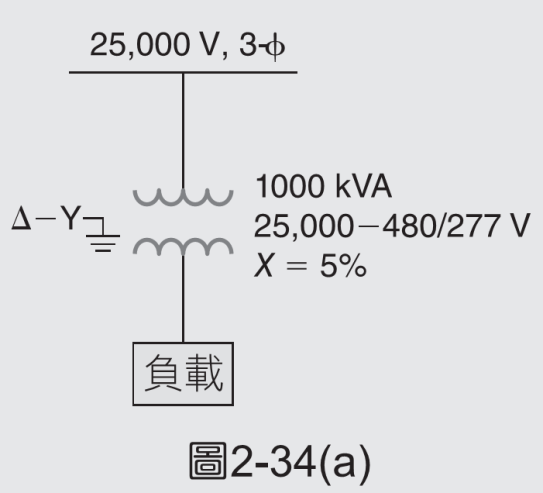 25,000 V, 3-ϕ
1000 kVA
Δ–Y
25,000–480/277 V
X = 5%
負載
圖2-34(a)